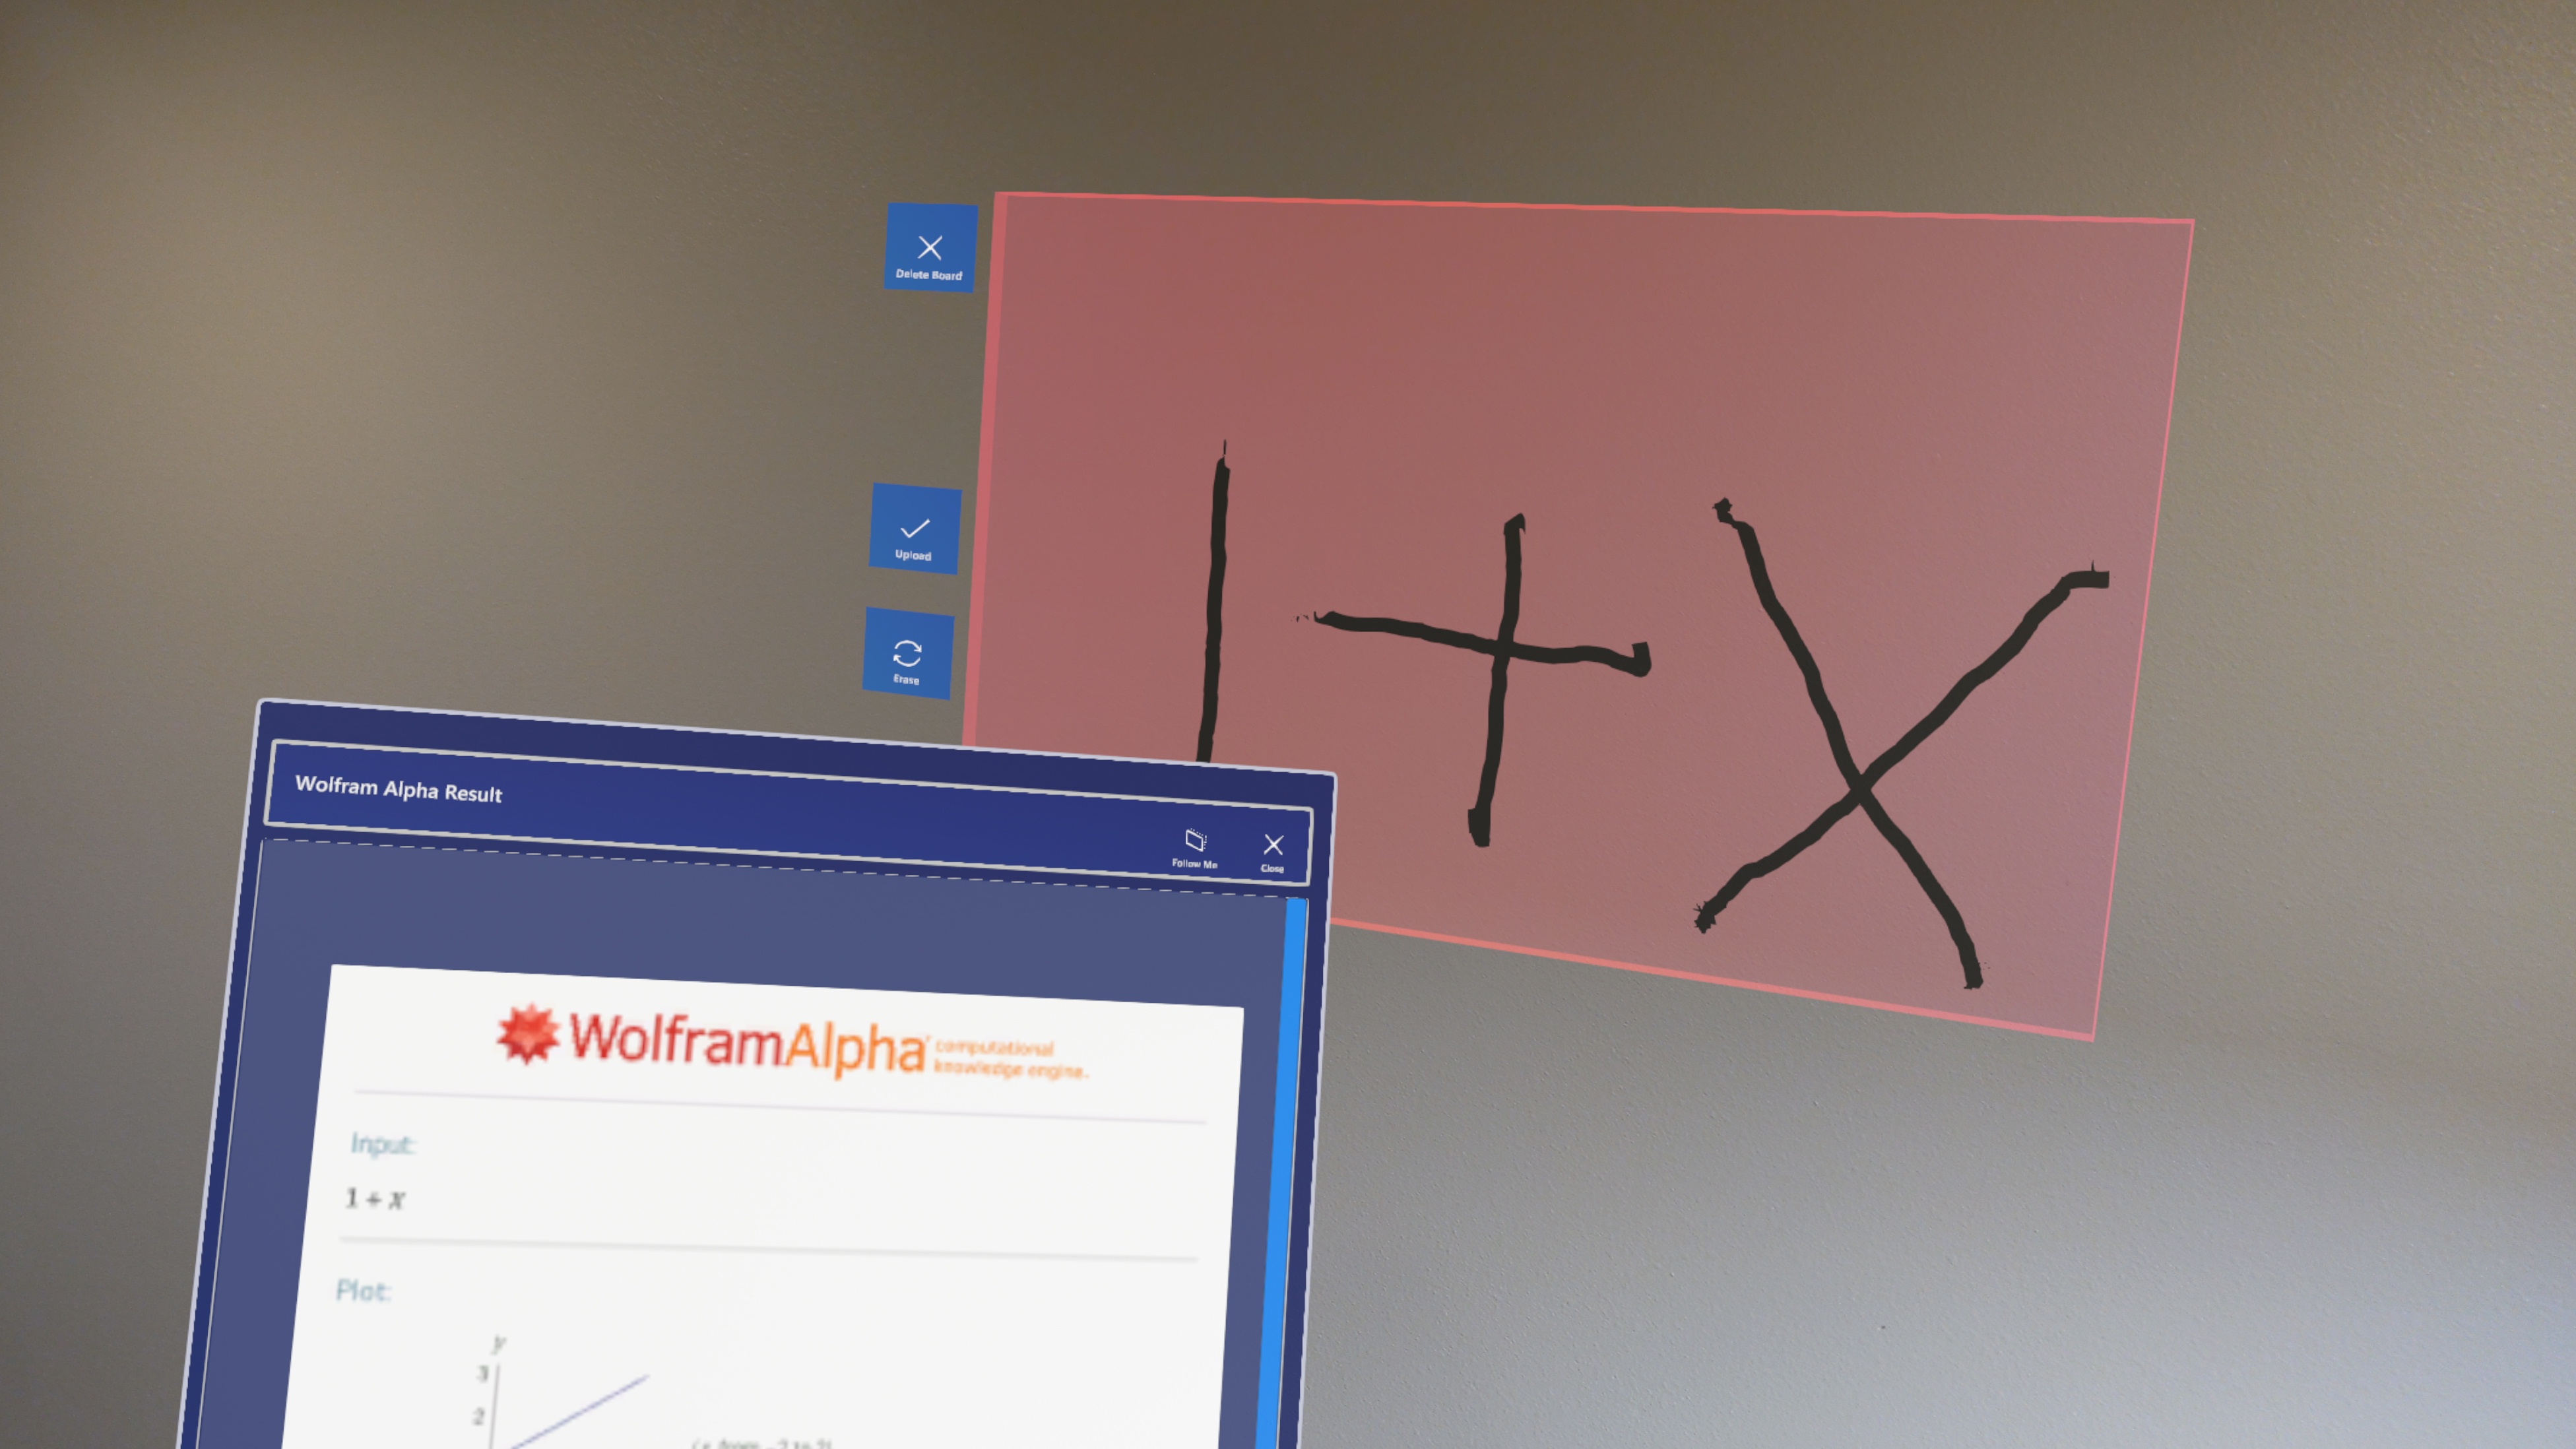 Delete Board
Upload
Erase
1+x
Wolfram Alpha Result
Follow Me
Close
WolframAlpha computational
knowledge engine.
Input:
1 + x
Plot:
y
3
2